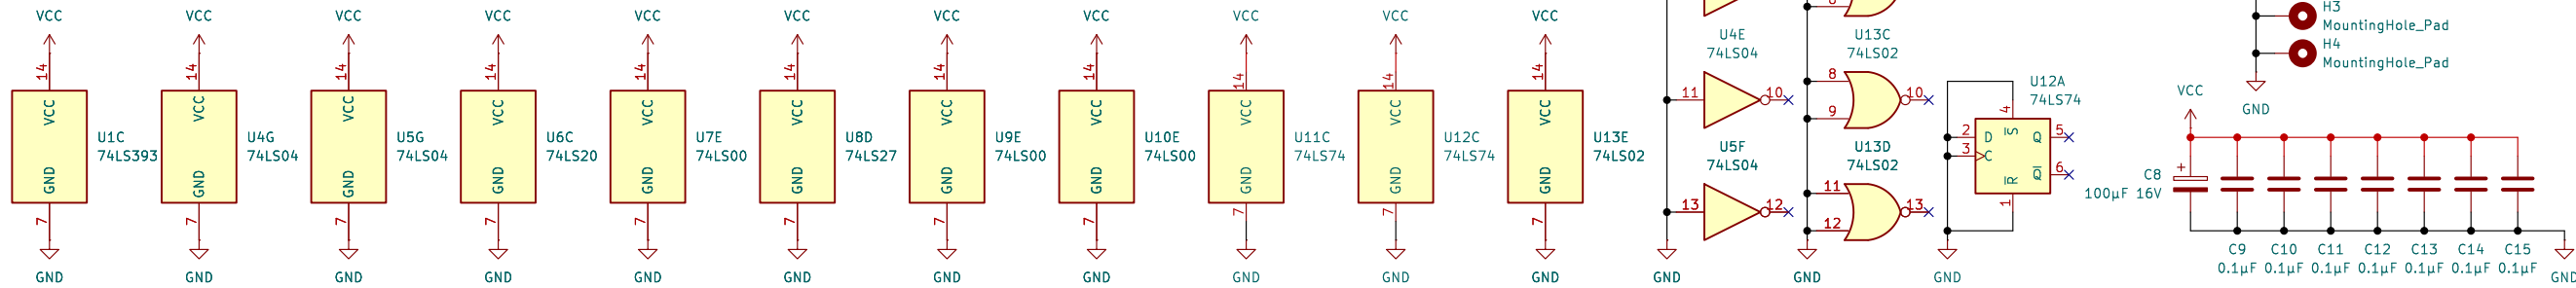 VCC
14
VCC
GND
7
GND
U1C
74LS393
VCC
14
VCC
GND
7
GND
U4G
74LS04
VCC
14
VCC
GND
7
GND
U5G
74LS04
VCC
14
VCC
GND
7
GND
U6C
74LS20
VCC
14
VCC
GND
7
GND
U7E
74LS00
VCC
14
VCC
GND
7
GND
U8D
74LS27
VCC
14
VCC
GND
7
GND
U9E
74LS00
VCC
14
VCC
GND
7
GND
U10E
74LS00
VCC
14
VCC
GND
7
GND
U11C
74LS74
VCC
14
VCC
GND
7
GND
U12C
74LS74
VCC
14
VCC
GND
7
GND
U13E
74LS02
U4E
74LS04
11
10
U5F
74LS04
13
12
GND
U13C
74LS02
8
9
10
U13D
74LS02
11
12
13
GND
U12A
74LS74
4
S
2
D
Q
5
3
C
Q
6
R
1
GND
H3
MountingHole_Pad
H4
MountingHole_Pad
GND
VCC
+
C8
100µF 16V
C9
0.1µF
C10
0.1µF
C11
0.1µF
C12
0.1µF
C13
0.1µF
C14
0.1µF
C15
0.1µF
GND